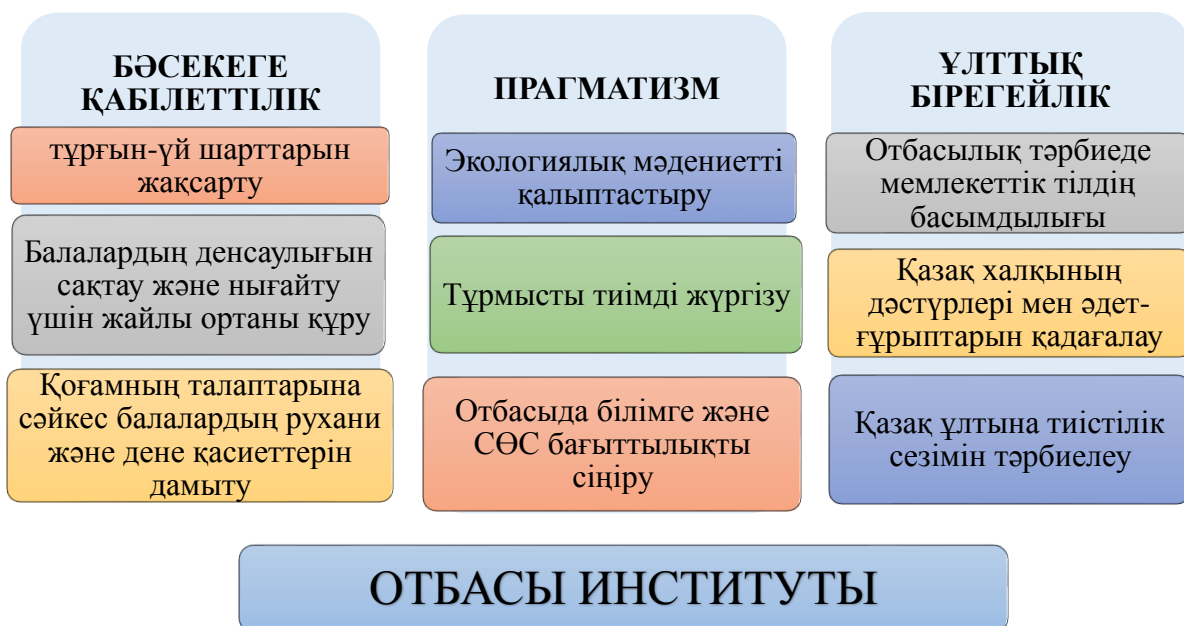 БӘСЕКЕГЕ
ҚАБІЛЕТТІЛІК
тұрғын-үй шарттарын
жақсарту
Балалардың денсаулығын
сақтау және нығайту
үшін жайлы ортаны құру
Қоғамның талаптарына
сәйкес балалардың рухани
және дене қасиеттерін
дамыту
ПРАГМАТИЗМ
Экологиялық мәдениетті
қалыптастыру
Тұрмысты тиімді жүргізу
Отбасыда білімге және
СӨС бағыттылықты
сіңіру
ҰЛТТЫҚ
БІРЕГЕЙЛІК
Отбасылық тәрбиеде
мемлекеттік тілдің
басымдылығы
Қазақ халқының
дәстүрлері мен әдет-
ғұрыптарын қадағалау
Қазақ ұлтына тиістілік
сезімін тәрбиелеу
ОТБАСЫ ИНСТИТУТЫ